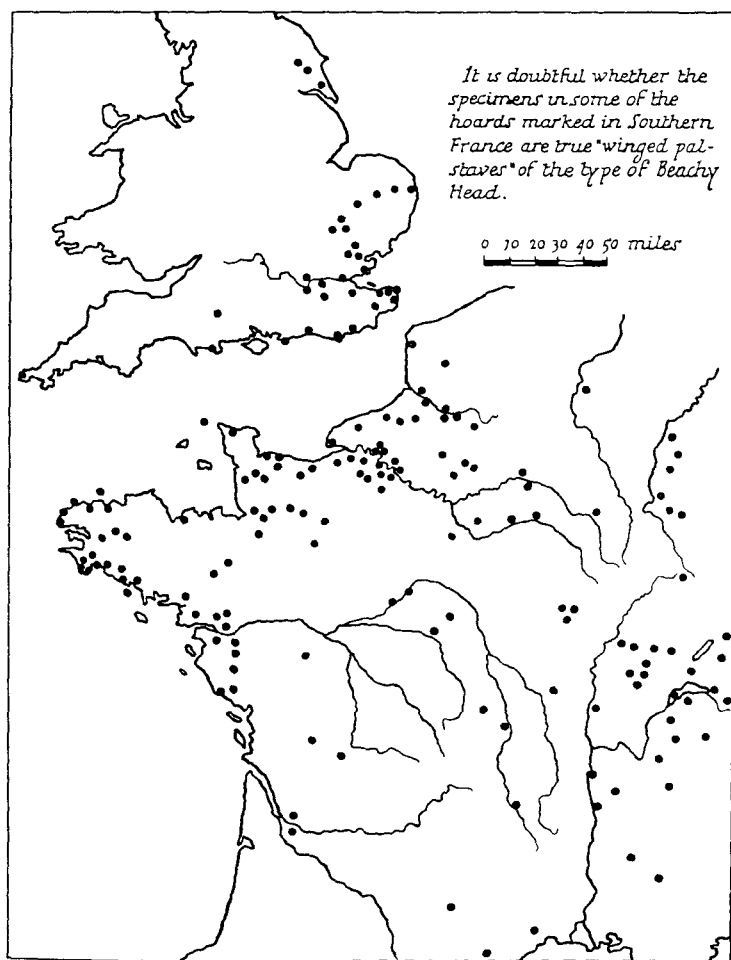 It is doubtful whether the
specimens in some of the
hoards marked in Southern
France are true "winged pal-
staves" of the type of Beachy
Head.
0 10 20 30 40 50 miles